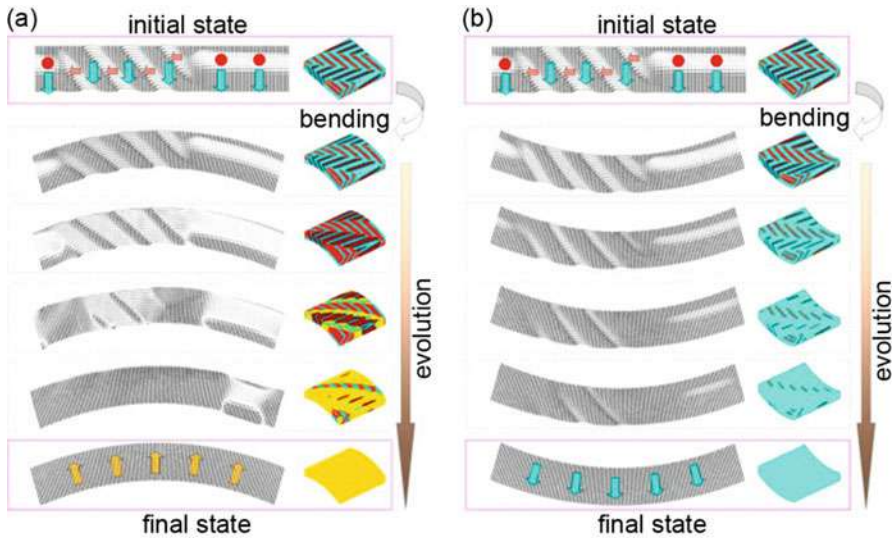 (a)
initial state
bending
evolution
final state
(b)
initial state
bending
evolution
final state